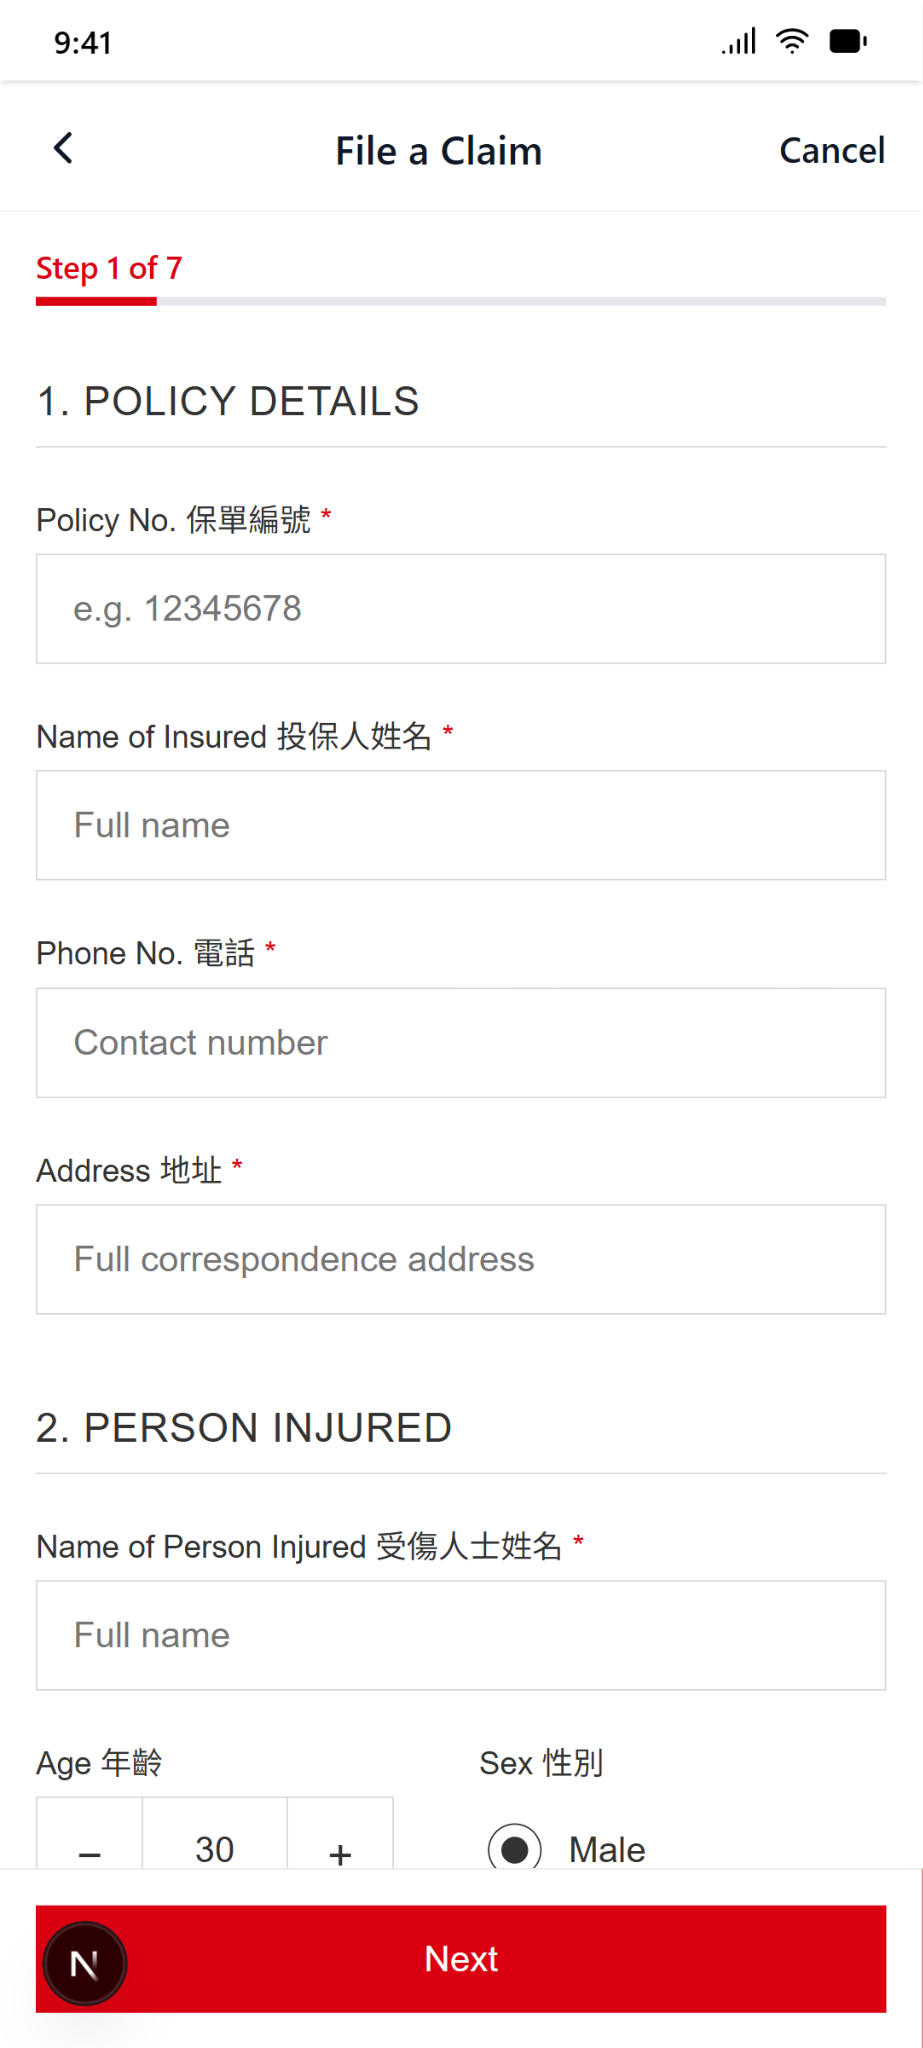 9:41
File a Claim
Cancel
Step 1 of 7
1. POLICY DETAILS
Policy No. 保單編號 *
e.g. 12345678
Name of Insured 投保人姓名 *
Full name
Phone No. 電話 *
Contact number
Address 地址 *
Full correspondence address
2. PERSON INJURED
Name of Person Injured 受傷人士姓名 *
Full name
Age 年齡
Sex 性別
– 30 +
Male
N
Next